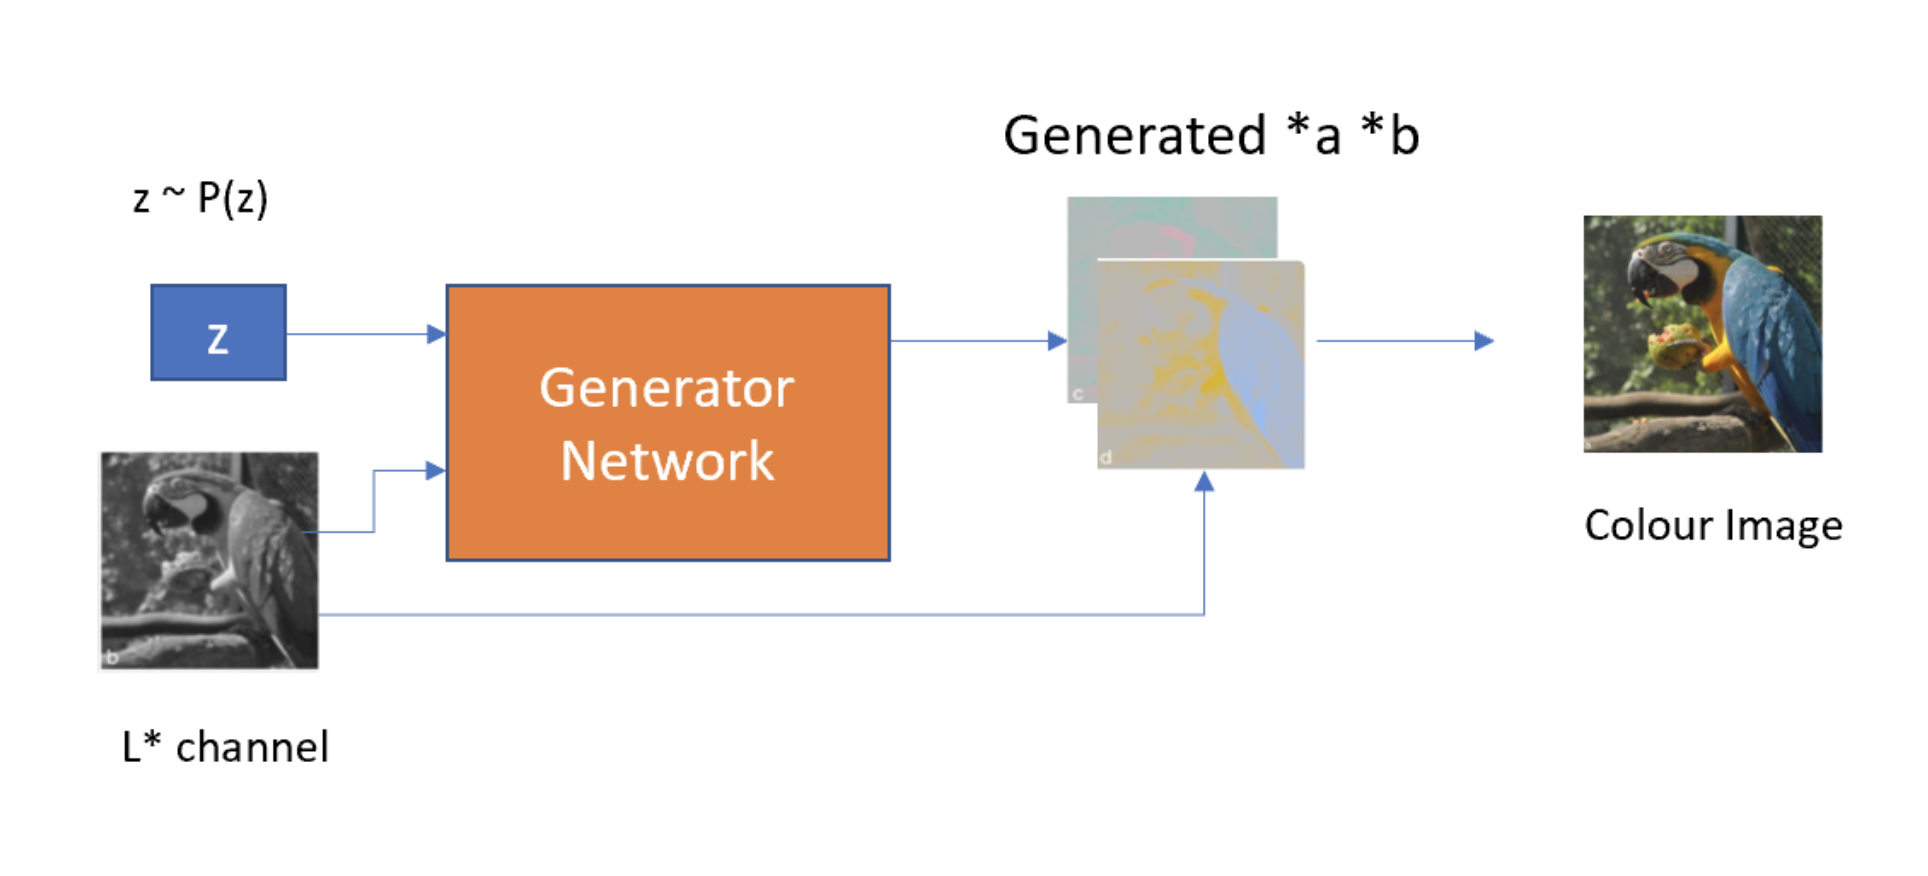 Generated *a *b
z ~ P(z)
z
Generator
Network
c
d
b
Colour Image
L* channel